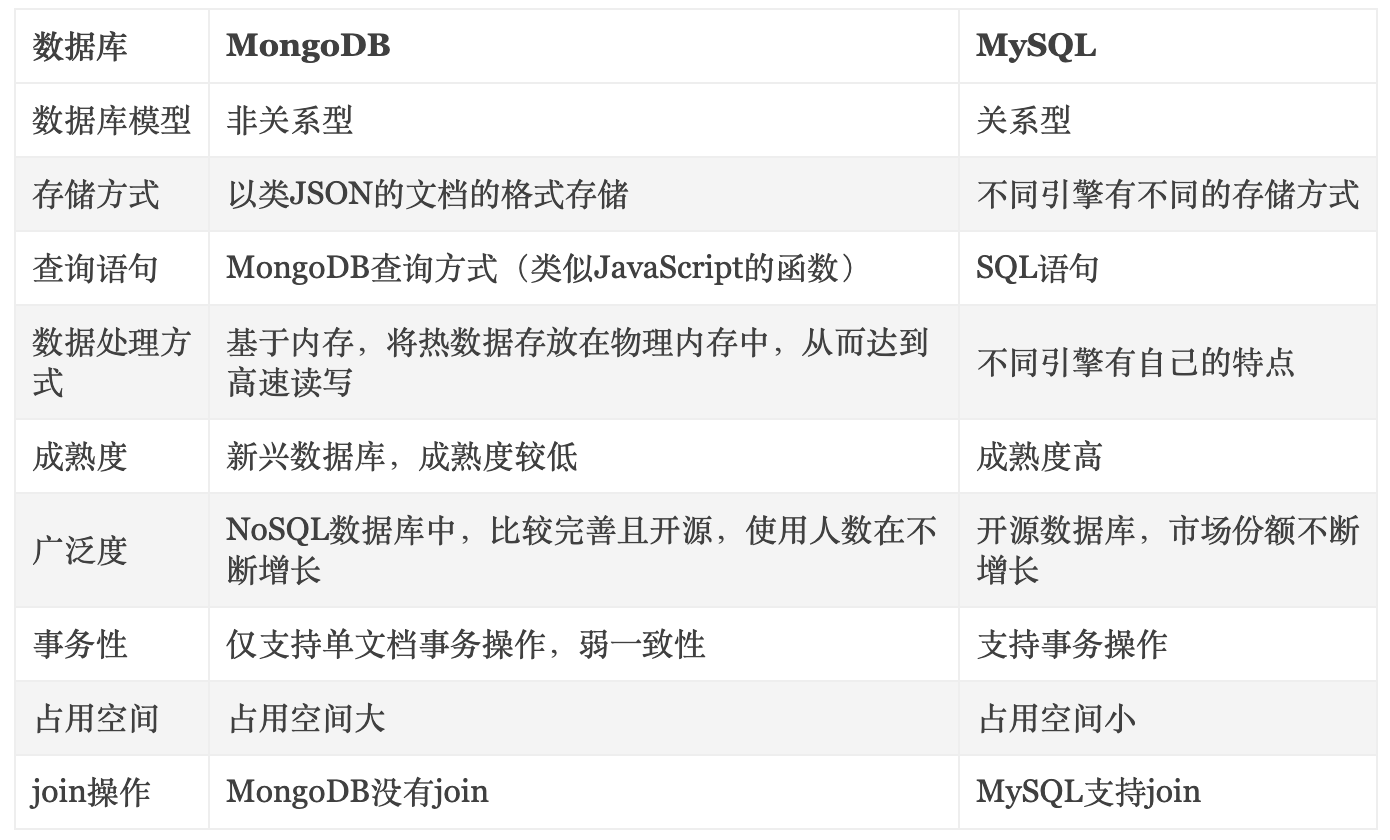 数据库 MongoDB MySQL
数据库模型 非关系型 关系型
存储方式 以类JSON的文档的格式存储 不同引擎有不同的存储方式
查询语句 MongoDB查询方式（类似JavaScript的函数） SQL语句
数据处理方
式
基于内存，将热数据存放在物理内存中，从而达到
高速读写
不同引擎有自己的特点
成熟度 新兴数据库，成熟度较低 成熟度高
广泛度
NoSQL数据库中，比较完善且开源，使用人数在不
断增长
开源数据库，市场份额不断
增长
事务性 仅支持单文档事务操作，弱一致性 支持事务操作
占用空间 占用空间大 占用空间小
join操作 MongoDB没有join MySQL支持join